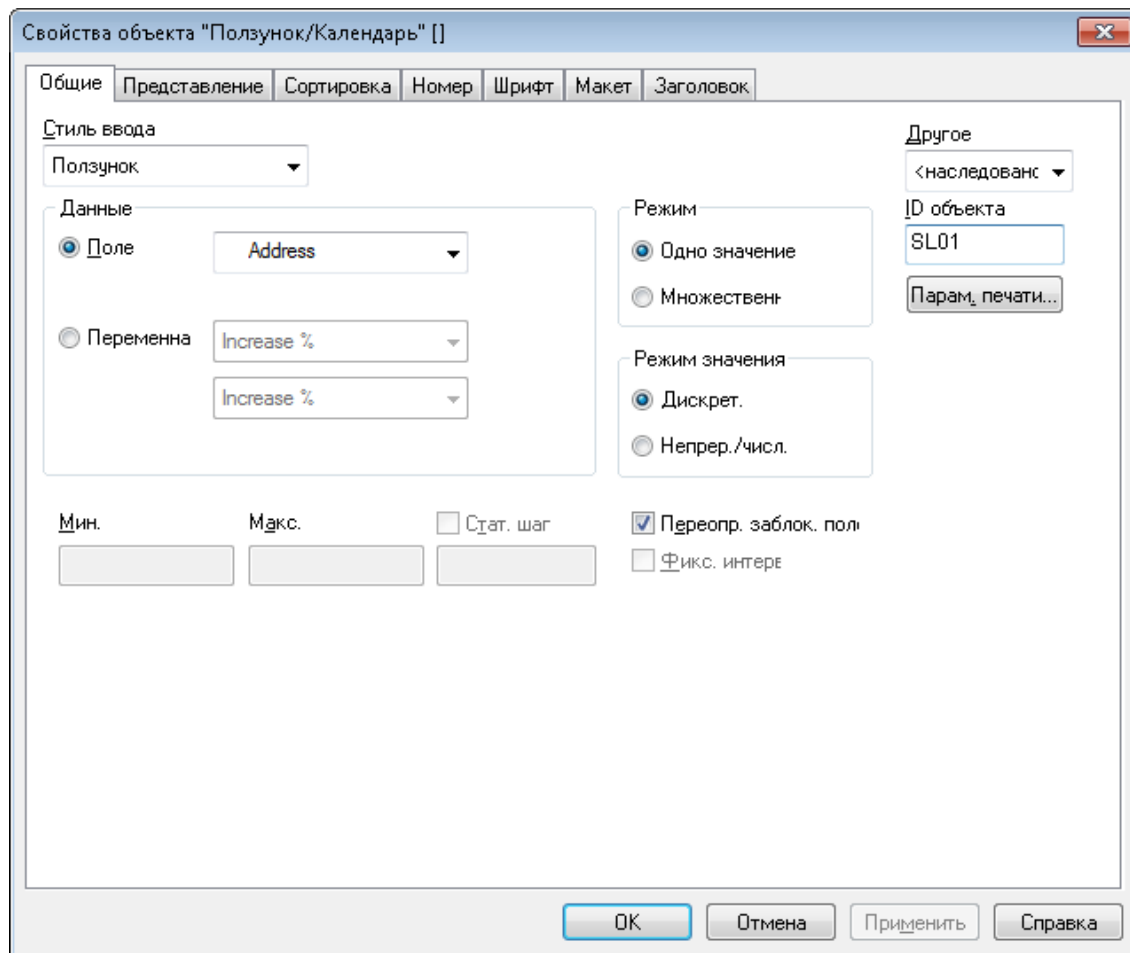 Свойства объекта "Ползунок/Календарь" []
Общие Представление Сортировка Номер Шрифт Макет Заголовок
Стиль ввода
Ползунок
Другое
<наследованс
ID объекта
SL01
Парам. печати...
Данные
Поле Address
Переменна Increase %
Increase %
Режим
Одно значение
Множественн
Режим значения
Дискрет.
Непрер./числ.
Мин. Макс. Стат. шаг
Переопр. заблок. пол
Фикс. интерв
OK Отмена Применить Справка